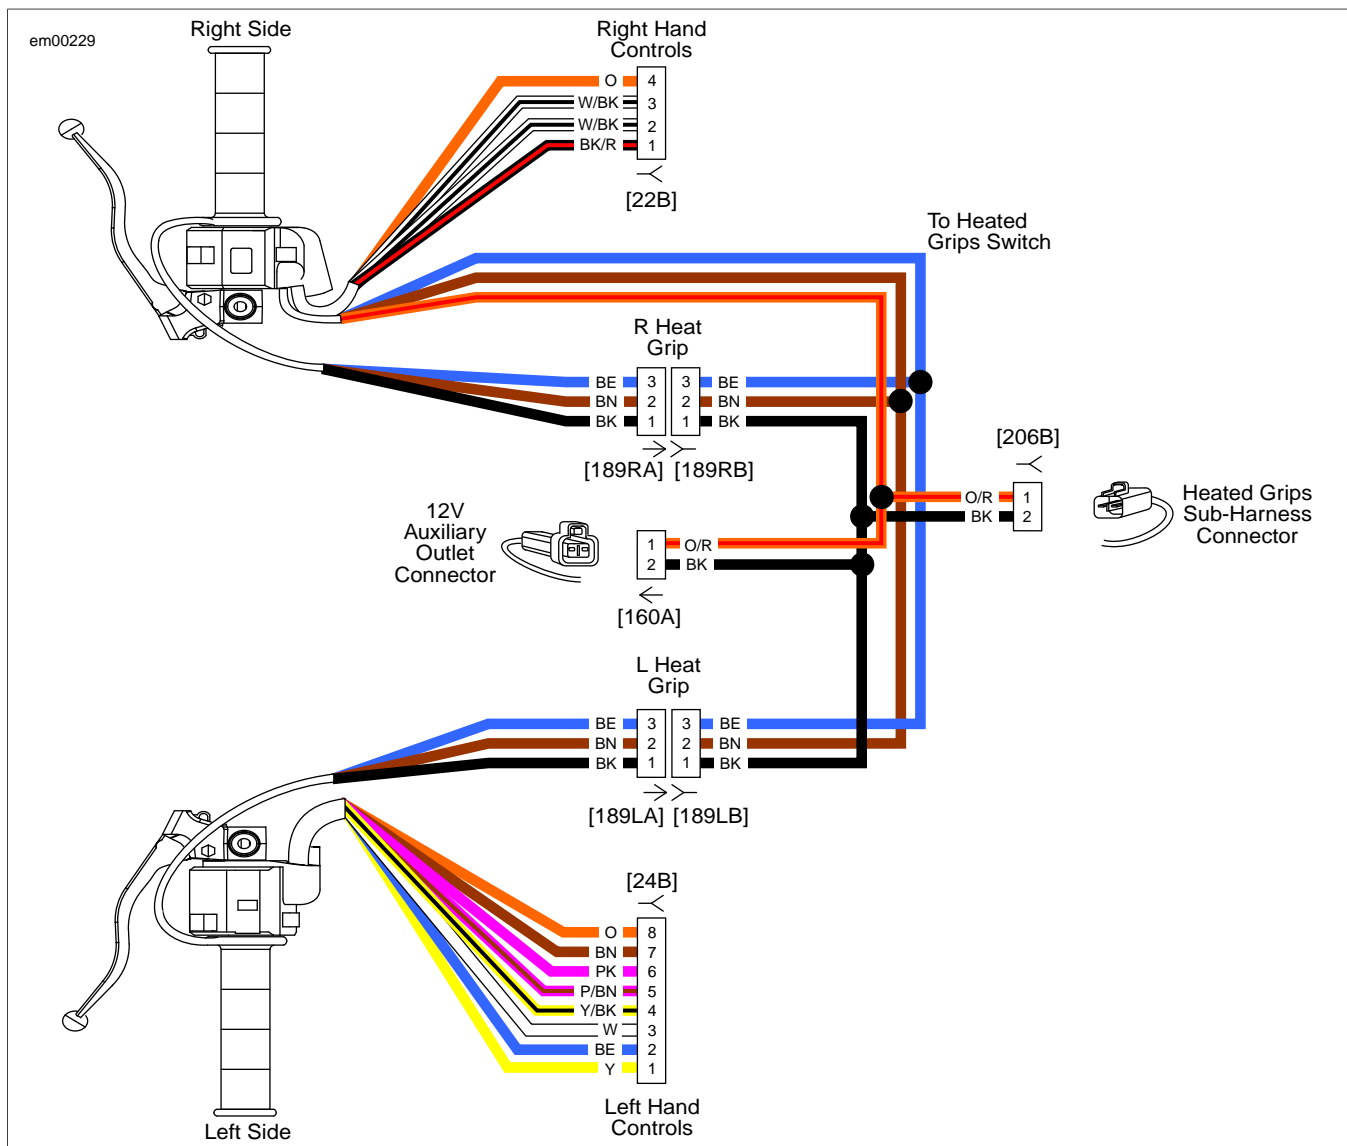 em00229
Right Side
Right Hand
Controls
O 4
W/BK 3
W/BK 2
BK/R 1
[22B]
To Heated
Grips Switch
R Heat
Grip
BE 3 3 BE
BN 2 2 BN
BK 1 1 BK
[189RA] [189RB]
[206B]
O/R 1
BK 2
Heated Grips
Sub-Harness
Connector
12V
Auxiliary
Outlet
Connector
1 O/R
2 BK
[160A]
L Heat
Grip
BE 3 3 BE
BN 2 2 BN
BK 1 1 BK
[189LA] [189LB]
[24B]
O 8
BN 7
PK 6
P/BN 5
Y/BK 4
W 3
BE 2
Y 1
Left Hand
Controls
Left Side